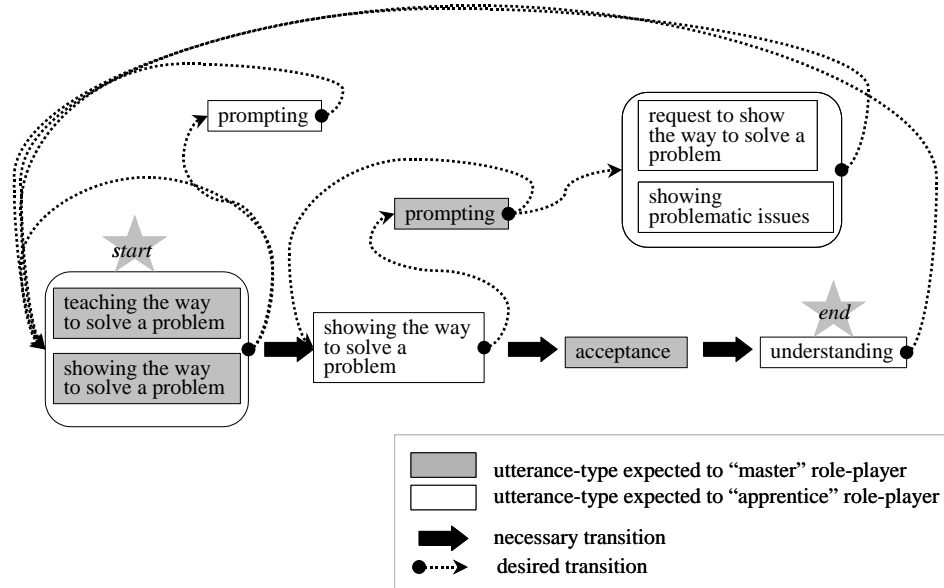 prompting
request to show
the way to solve a
problem
showing
problematic issues
prompting
start
teaching the way
to solve a problem
showing the way
to solve a problem
showing the way
to solve a
problem
acceptance
end
understanding
utterance-type expected to “master” role-player
utterance-type expected to “apprentice” role-player
necessary transition
desired transition